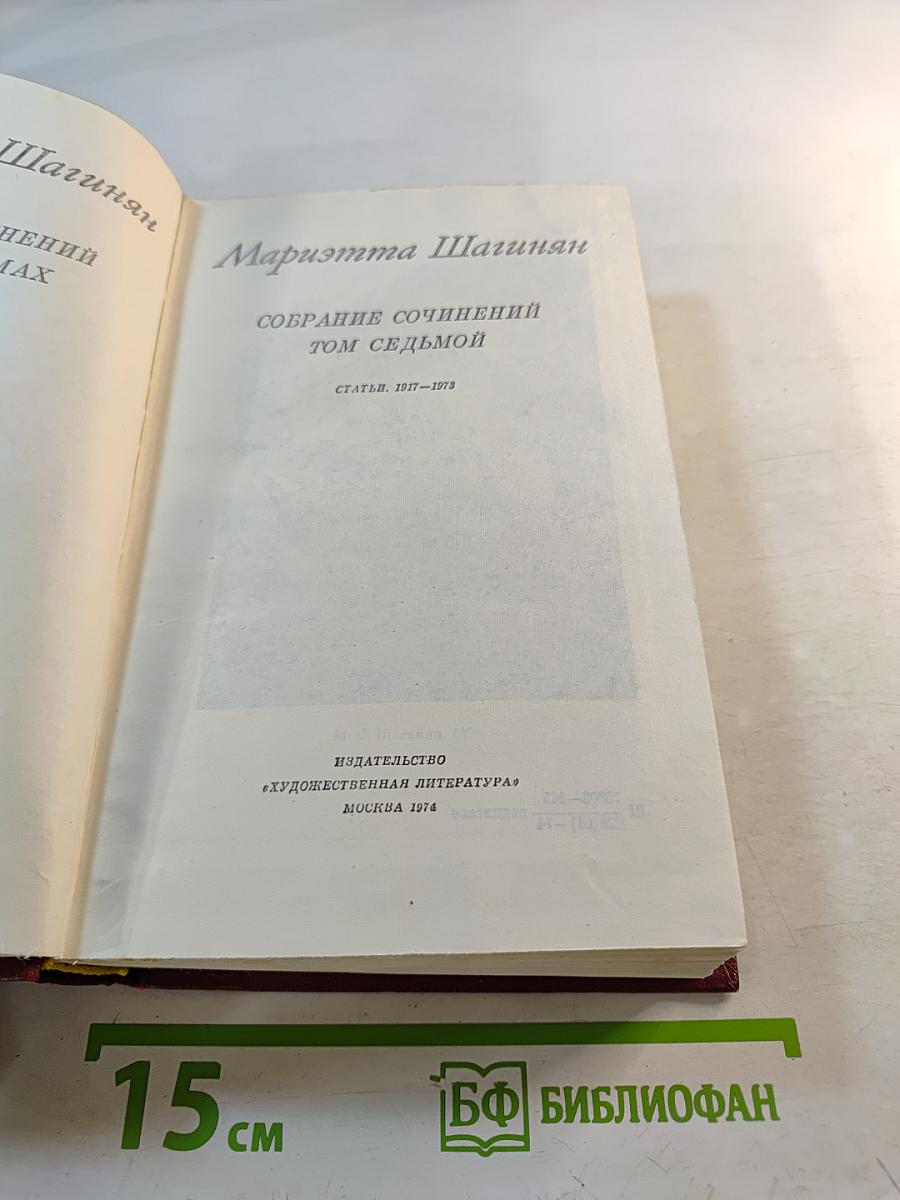 Шагинян
НЕНИЙ
МАХ
Мариэтта Шагинян
СОБРАНИЕ СОЧИНЕНИЙ
ТОМ СЕДЬМОЙ
СТАТЬИ. 1917—1973
ИЗДАТЕЛЬСТВО
«ХУДОЖЕСТВЕННАЯ ЛИТЕРАТУРА»
МОСКВА 1974
15 см
БФ БИБЛИОФАН